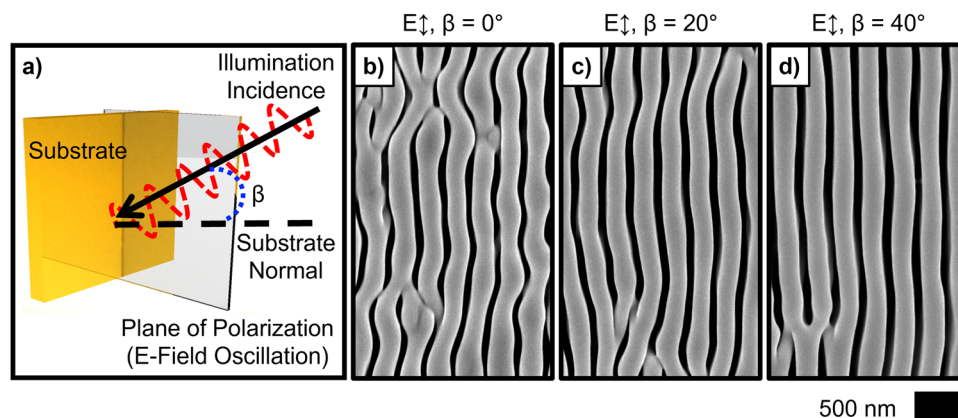 E↕, β = 0°
E↕, β = 20°
E↕, β = 40°
a)
Illumination
Incidence
Substrate
β
Substrate
Normal
Plane of Polarization
(E-Field Oscillation)
b)
c)
d)
500 nm